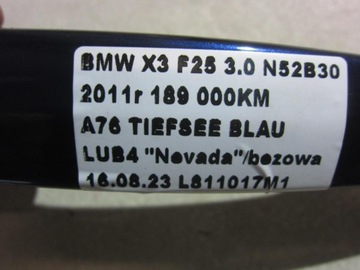 BMW X3 F25 3.0 N52B30
2011r 189 000KM
A76 TIEFSEE BLAU
LUB4 "Nevada"/bezowa
16.08.23 L811017M1